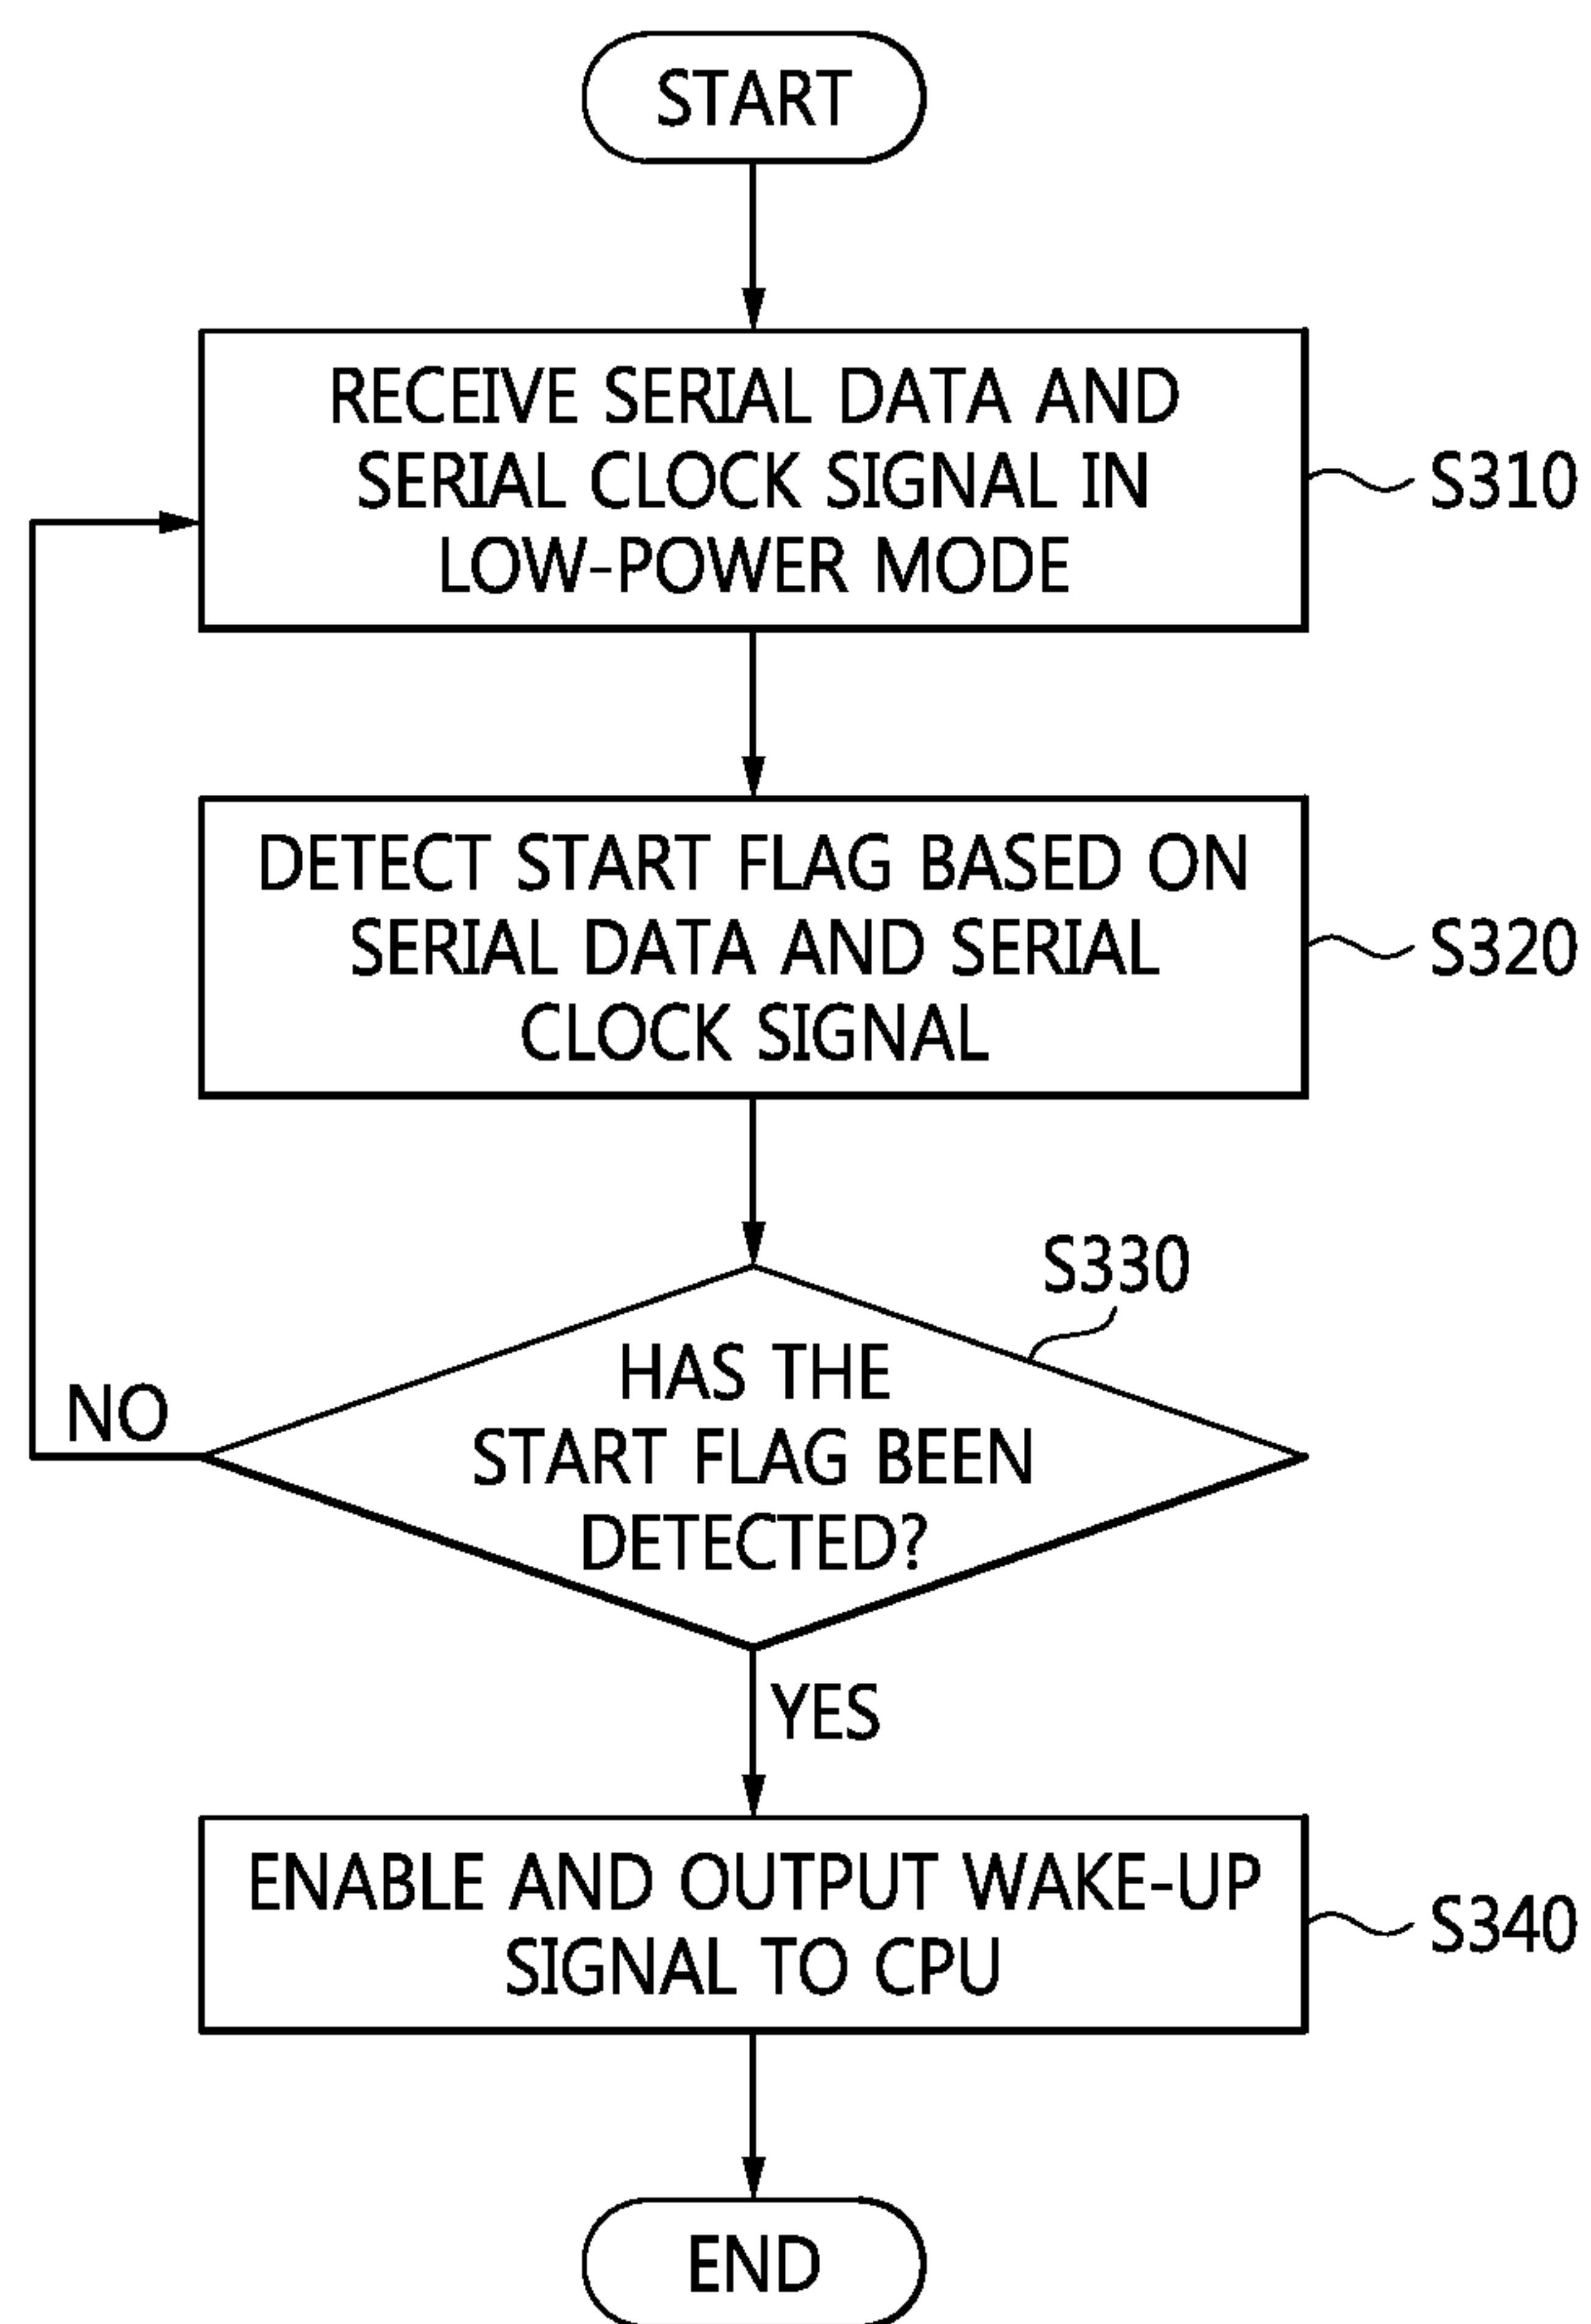 START
RECEIVE SERIAL DATA AND
SERIAL CLOCK SIGNAL IN
LOW-POWER MODE
S310
DETECT START FLAG BASED ON
SERIAL DATA AND SERIAL
CLOCK SIGNAL
S320
S330
HAS THE
START FLAG BEEN
DETECTED?
NO
YES
ENABLE AND OUTPUT WAKE-UP
SIGNAL TO CPU
S340
END